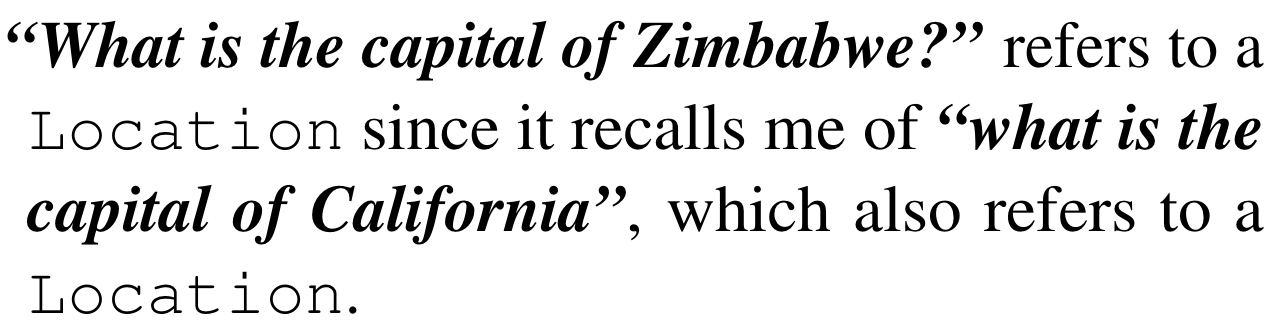 “What is the capital of Zimbabwe?” refers to a
Location since it recalls me of “what is the
capital of California”, which also refers to a
Location.